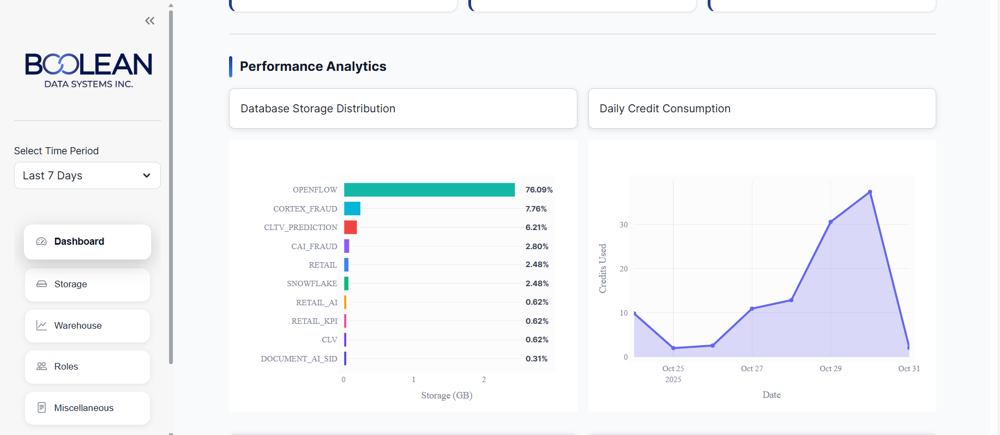 BOOLEAN
DATA SYSTEMS INC.
Select Time Period
Last 7 Days
Dashboard
Storage
Warehouse
Roles
Miscellaneous
Performance Analytics
Database Storage Distribution
OPENFLOW 76.09%
CORTEX_FRAUD 7.76%
CLTV_PREDICTION 6.21%
CAI_FRAUD 2.80%
RETAIL 2.48%
SNOWFLAKE 2.48%
RETAIL_AI 0.62%
RETAIL_KPI 0.62%
CLV 0.62%
DOCUMENT_AI_SID 0.31%
0 1 2
Storage (GB)
Daily Credit Consumption
Credits Used
30
20
10
0
Oct 25 Oct 27 Oct 29 Oct 31
2025
Date